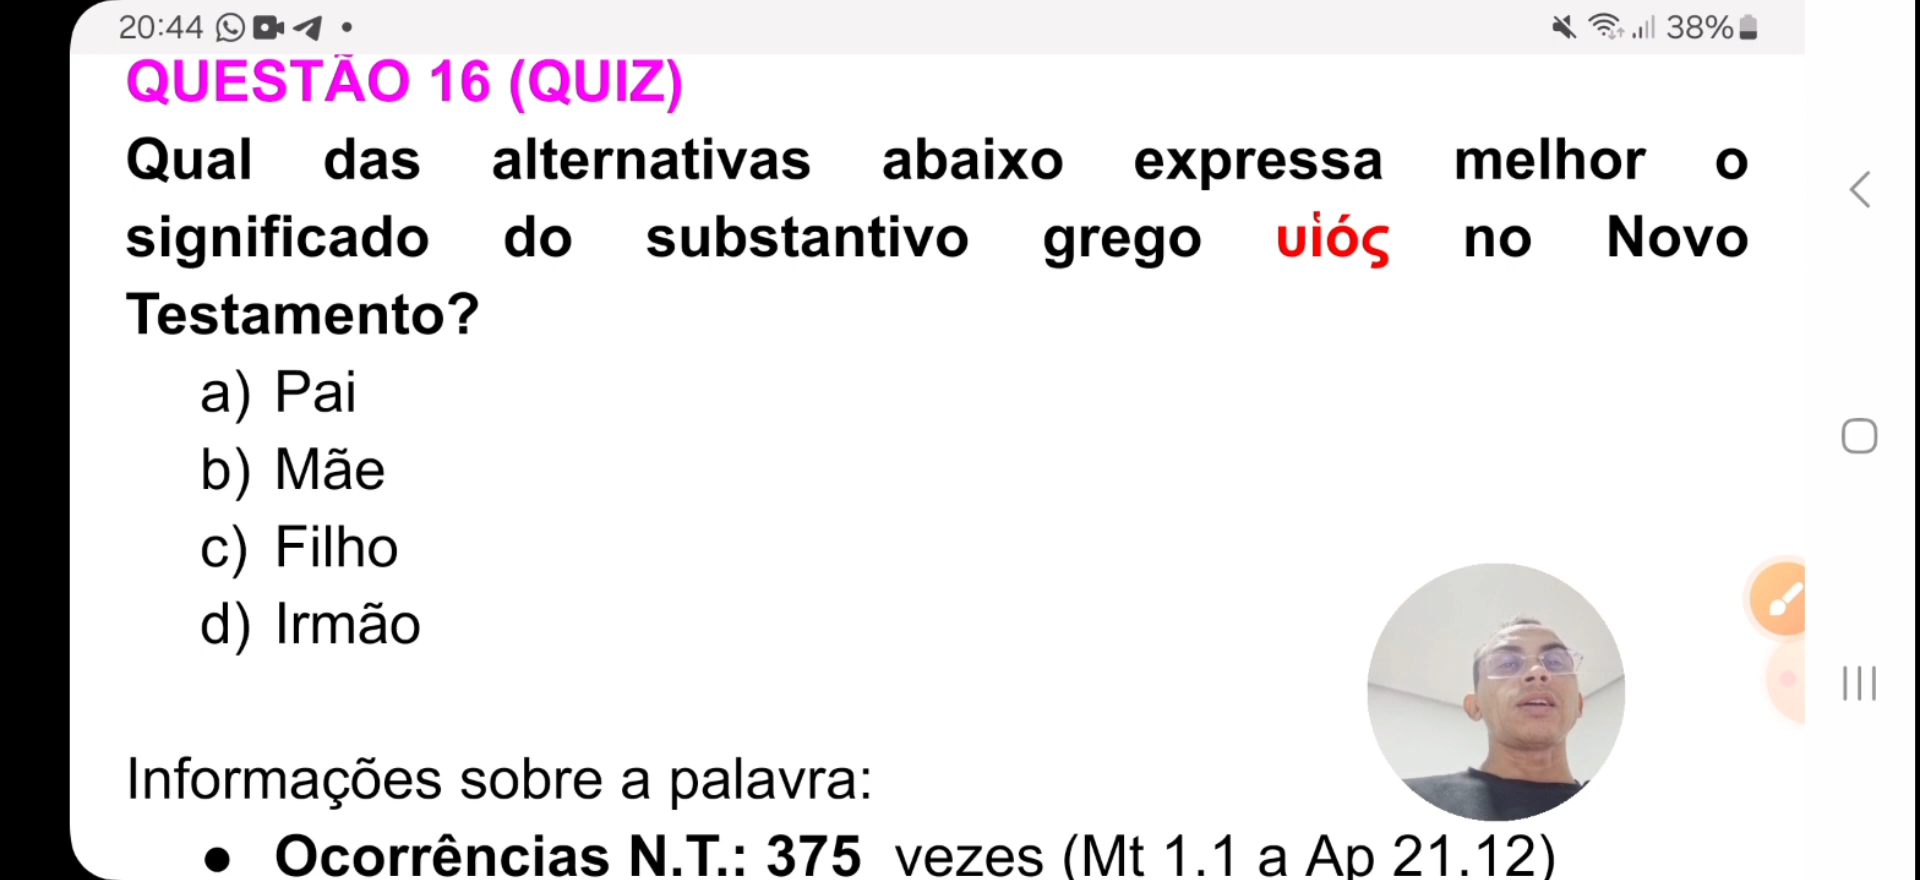 20:44 38%
QUESTÃO 16 (QUIZ)
Qual das alternativas abaixo expressa melhor o
significado do substantivo grego υἱός no Novo
Testamento?
a) Pai
b) Mãe
c) Filho
d) Irmão
Informações sobre a palavra:
• Ocorrências N.T.: 375 vezes (Mt 1.1 a Ap 21.12)